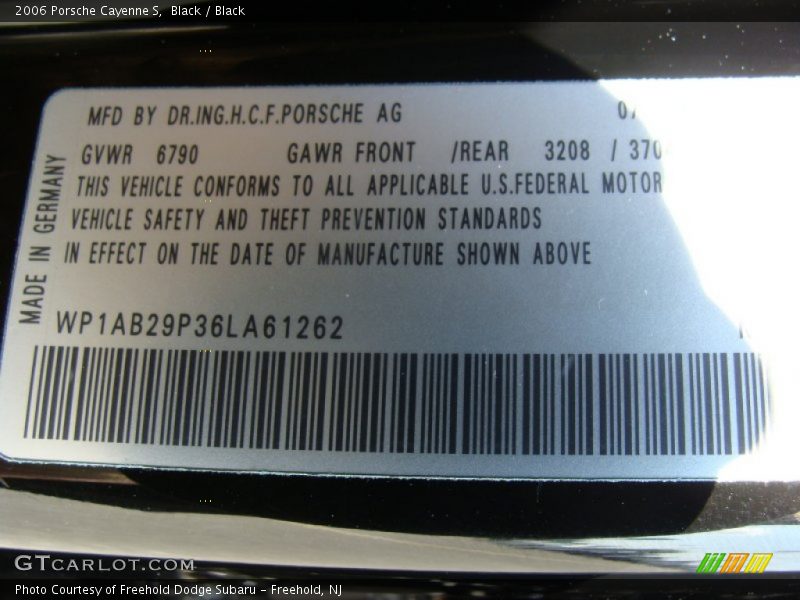 2006 Porsche Cayenne S,  Black / Black
MFD BY DR.ING.H.C.F.PORSCHE AG
GVWR 6790 GAWR FRONT /REAR 3208 /
THIS VEHICLE CONFORMS TO ALL APPLICABLE U.S.FEDERAL MOTOR
VEHICLE SAFETY AND THEFT PREVENTION STANDARDS
IN EFFECT ON THE DATE OF MANUFACTURE SHOWN ABOVE
MADE IN GERMANY
WP1AB29P36LA61262
GTCARLOT.COM
Photo Courtesy of Freehold Dodge Subaru – Freehold, NJ